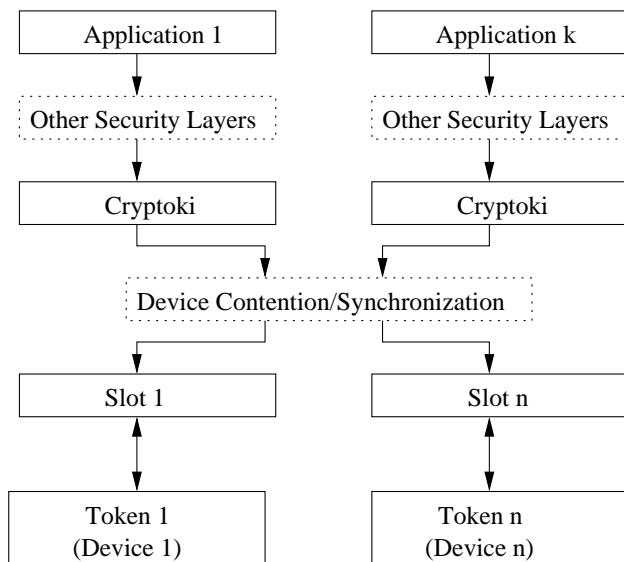 Application 1
Application k
Other Security Layers
Other Security Layers
Cryptoki
Cryptoki
Device Contention/Synchronization
Slot 1
Slot n
Token 1
(Device 1)
Token n
(Device n)